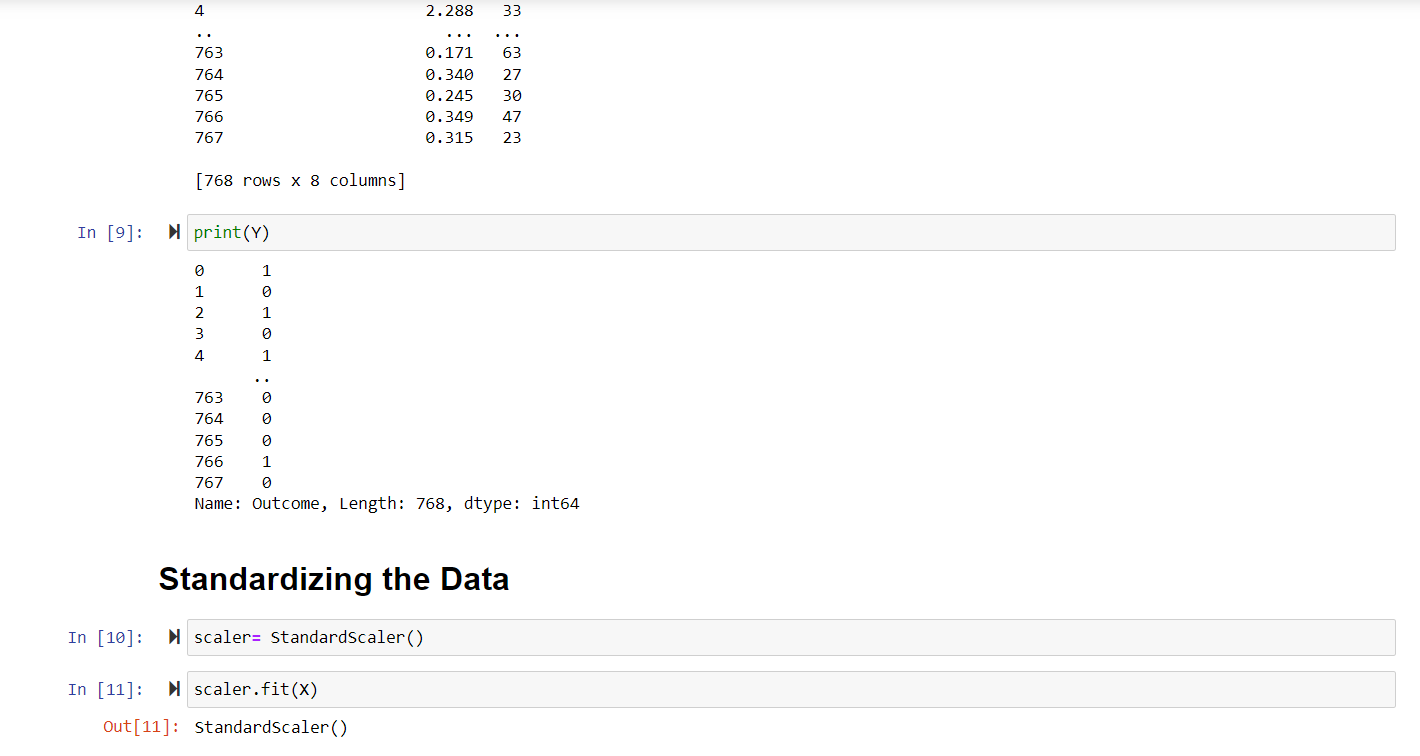 4 2.288 33
.. ... ...
763 0.171 63
764 0.340 27
765 0.245 30
766 0.349 47
767 0.315 23
[768 rows x 8 columns]
In [9]: print(Y)
0 1
1 0
2 1
3 0
4 1
..
763 0
764 0
765 0
766 1
767 0
Name: Outcome, Length: 768, dtype: int64
Standardizing the Data
In [10]: scaler= StandardScaler()
In [11]: scaler.fit(X)
Out[11]: StandardScaler()